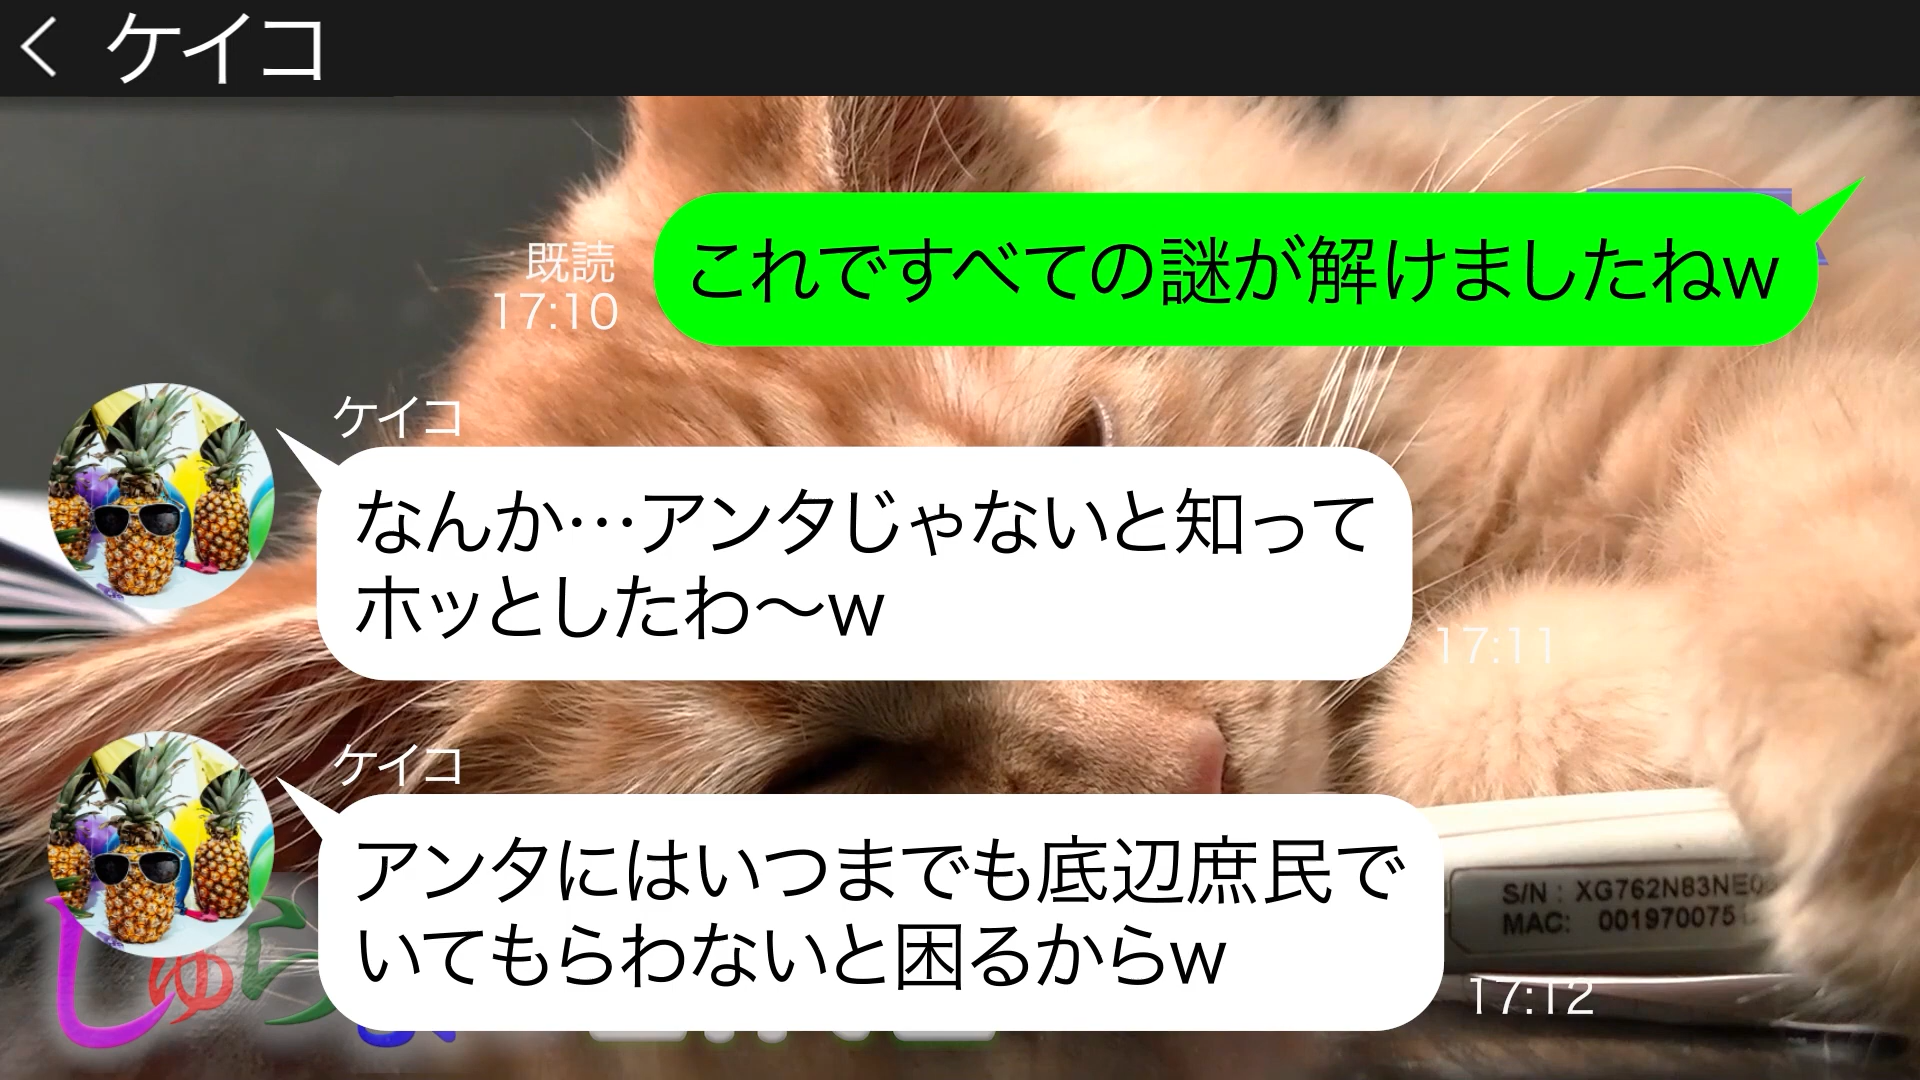 ケイコ
これですべての謎が解けましたねw
既読
17:10
ケイコ
なんか…アンタじゃないと知って
ホッとしたわ〜w
17:11
ケイコ
アンタにはいつまでも底辺庶民で
いてもらわないと困るからw
17:12
S/N : XG762N83NE0
MAC: 001970075
しゅら